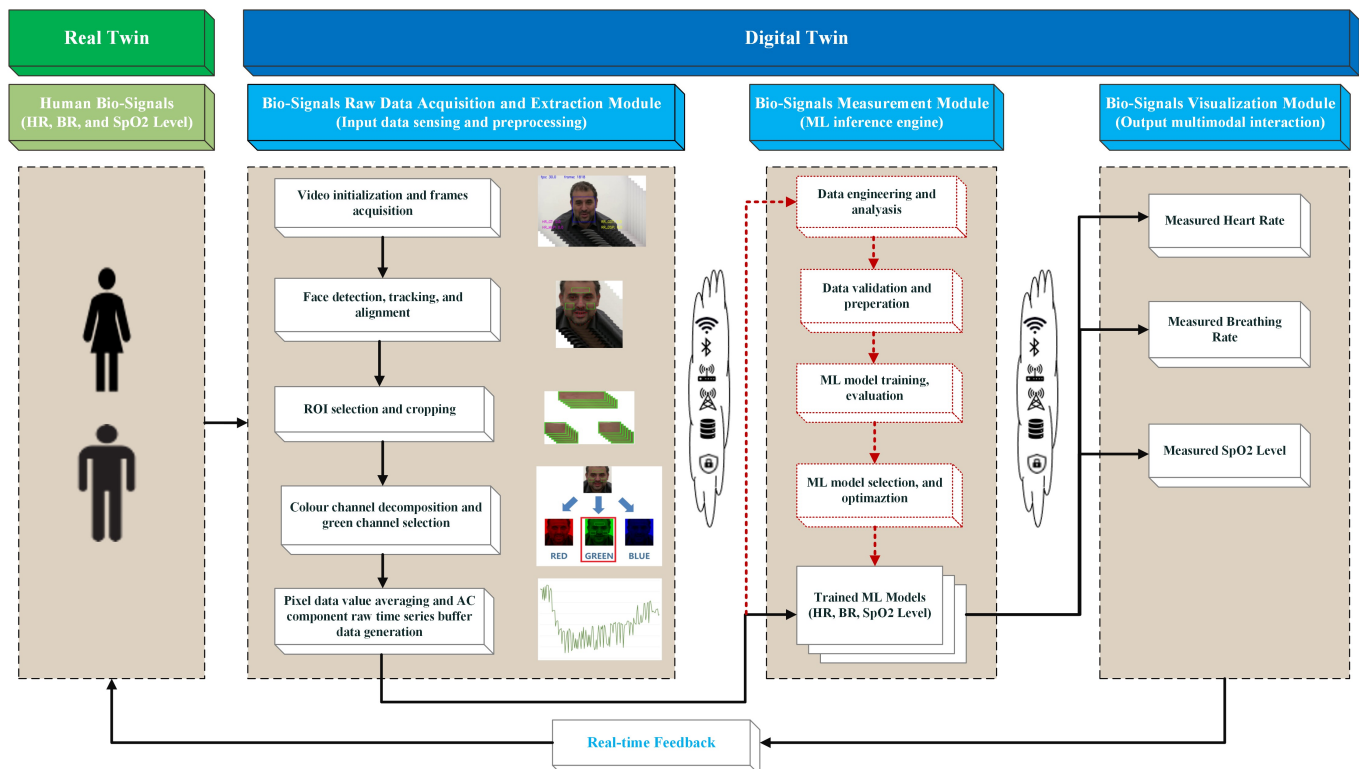 Real Twin
Digital Twin
Human Bio-Signals
(HR, BR, and SpO2 Level)
Bio-Signals Raw Data Acquisition and Extraction Module
(Input data sensing and preprocessing)
Bio-Signals Measurement Module
(ML inference engine)
Bio-Signals Visualization Module
(Output multimodal interaction)
Video initialization and frames
acquisition
Face detection, tracking, and
alignment
ROI selection and cropping
Colour channel decomposition and
green channel selection
RED
GREEN
BLUE
Pixel data value averaging and AC
component raw time series buffer
data generation
Data engineering and
analysis
Data validation and
preperation
ML model training,
evaluation
ML model selection, and
optimaztion
Trained ML Models
(HR, BR, SpO2 Level)
Measured Heart Rate
Measured Breathing
Rate
Measured SpO2 Level
Real-time Feedback